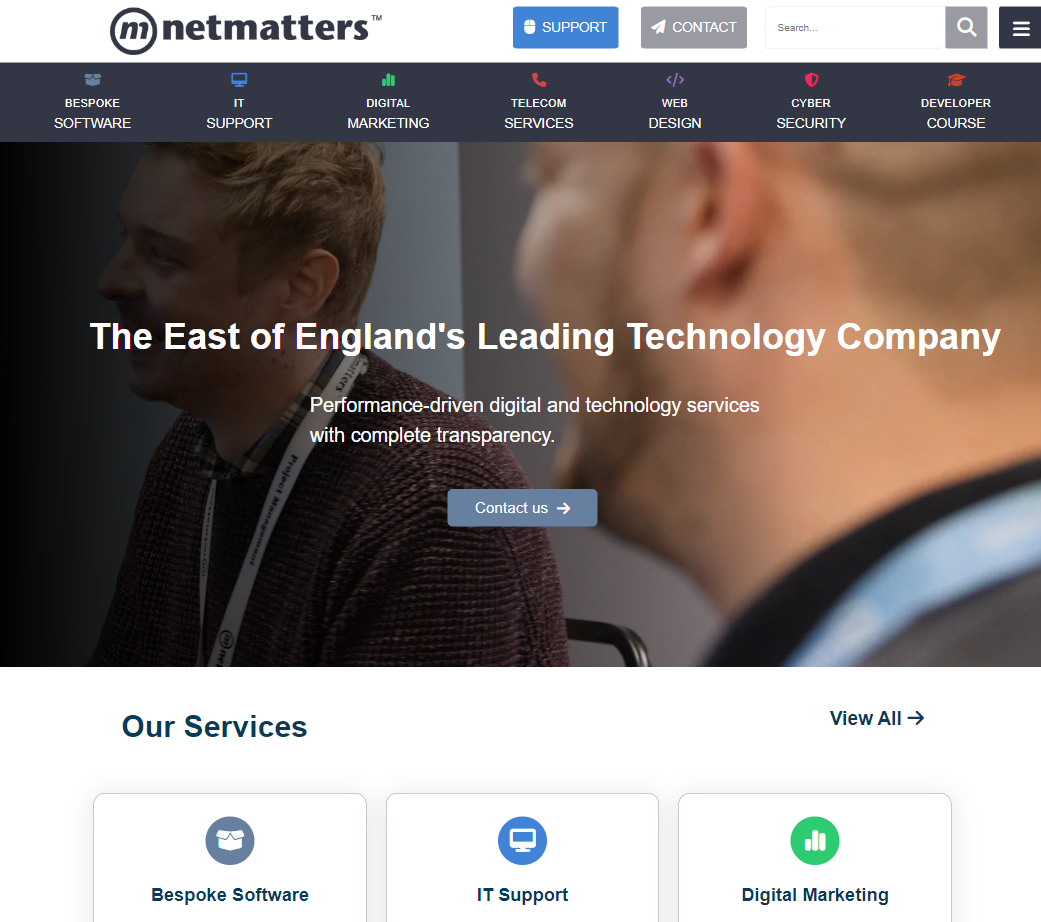 netmatters™
SUPPORT
CONTACT
Search...
BESPOKE
SOFTWARE
IT
SUPPORT
DIGITAL
MARKETING
TELECOM
SERVICES
WEB
DESIGN
CYBER
SECURITY
DEVELOPER
COURSE
The East of England's Leading Technology Company
Performance-driven digital and technology services
with complete transparency.
Contact us
Project Management
Our Services
View All
Bespoke Software
IT Support
Digital Marketing